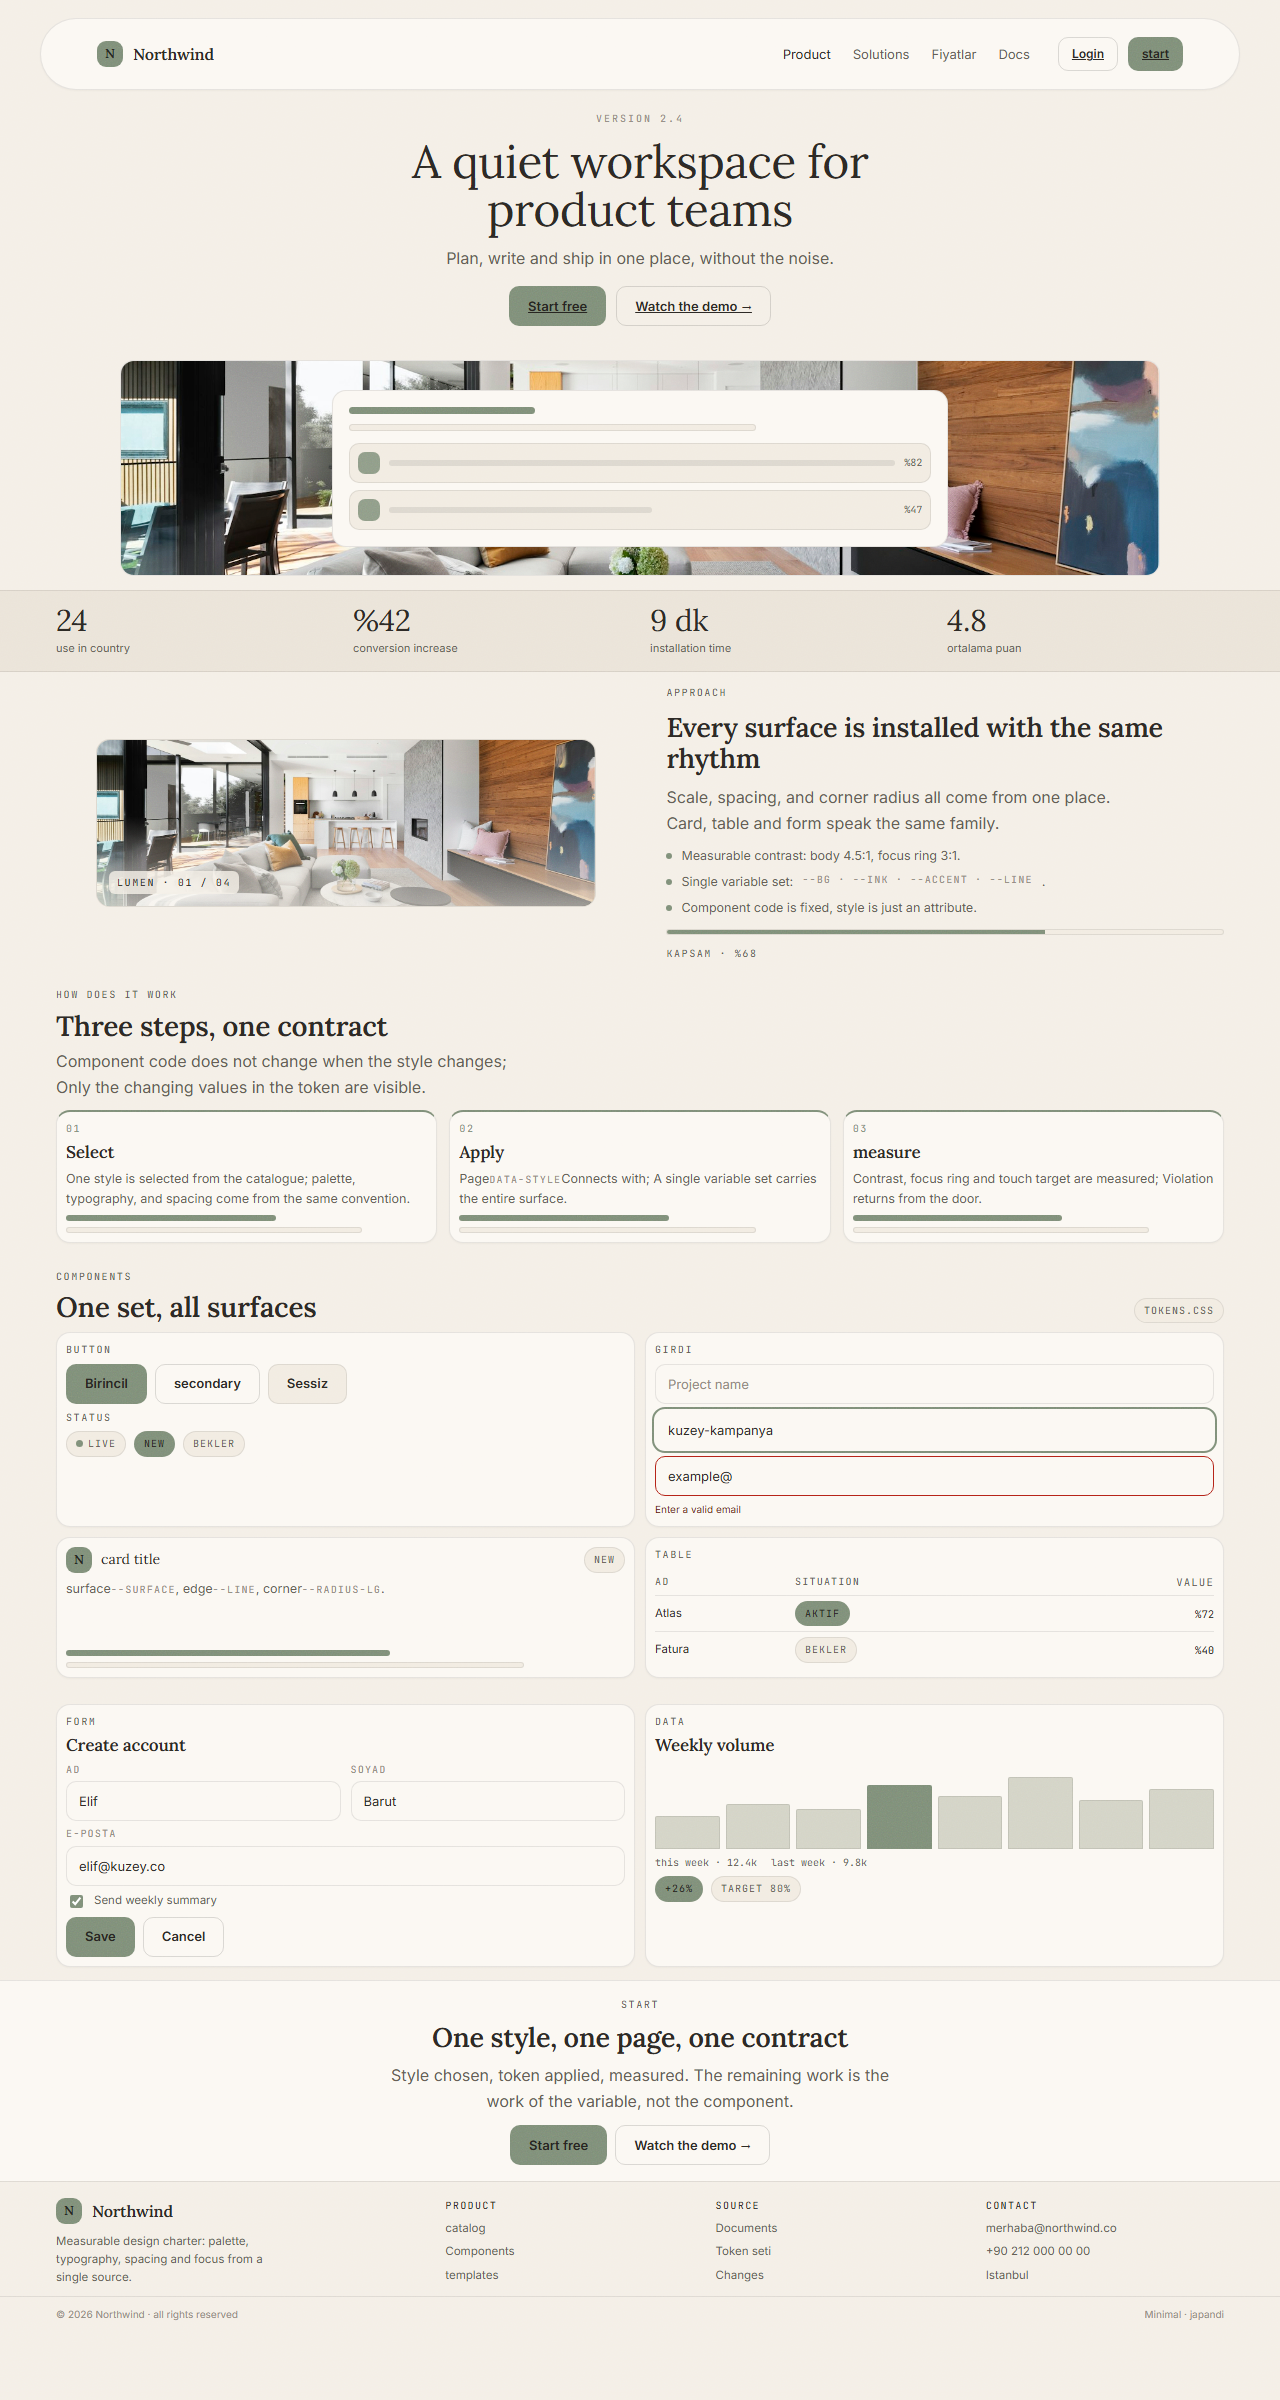 N Northwind
Product Solutions Fiyatlar Docs Login start
VERSION 2.4
A quiet workspace for
product teams
Plan, write and ship in one place, without the noise.
Start free Watch the demo →
%82
%47
24 %42 9 dk 4.8
use in country conversion increase installation time ortalama puan
LUMEN · 01 / 04
APPROACH
Every surface is installed with the same
rhythm
Scale, spacing, and corner radius all come from one place.
Card, table and form speak the same family.
Measurable contrast: body 4.5:1, focus ring 3:1.
Single variable set: --BG · --INK · --ACCENT · --LINE .
Component code is fixed, style is just an attribute.
KAPSAM · %68
HOW DOES IT WORK
Three steps, one contract
Component code does not change when the style changes;
Only the changing values in the token are visible.
01
Select
One style is selected from the catalogue; palette,
typography, and spacing come from the same convention.
02
Apply
PageDATA-STYLEConnects with; A single variable set carries
the entire surface.
03
measure
Contrast, focus ring and touch target are measured; Violation
returns from the door.
COMPONENTS
One set, all surfaces
TOKENS.CSS
BUTTON
Birincil secondary Sessiz
STATUS
LIVE NEW BEKLER
GIRDI
Project name
kuzey-kampanya
example@
Enter a valid email
N card title NEW
surface--SURFACE, edge--LINE, corner--RADIUS-LG.
TABLE
AD SITUATION VALUE
Atlas AKTIF %72
Fatura BEKLER %40
FORM
Create account
AD SOYAD
Elif Barut
E-POSTA
elif@kuzey.co
Send weekly summary
Save Cancel
DATA
Weekly volume
this week · 12.4k last week · 9.8k
+26% TARGET 80%
START
One style, one page, one contract
Style chosen, token applied, measured. The remaining work is the
work of the variable, not the component.
Start free Watch the demo →
N Northwind
Measurable design charter: palette,
typography, spacing and focus from a
single source.
PRODUCT
catalog
Components
templates
SOURCE
Documents
Token seti
Changes
CONTACT
merhaba@northwind.co
+90 212 000 00 00
Istanbul
© 2026 Northwind · all rights reserved Minimal · japandi